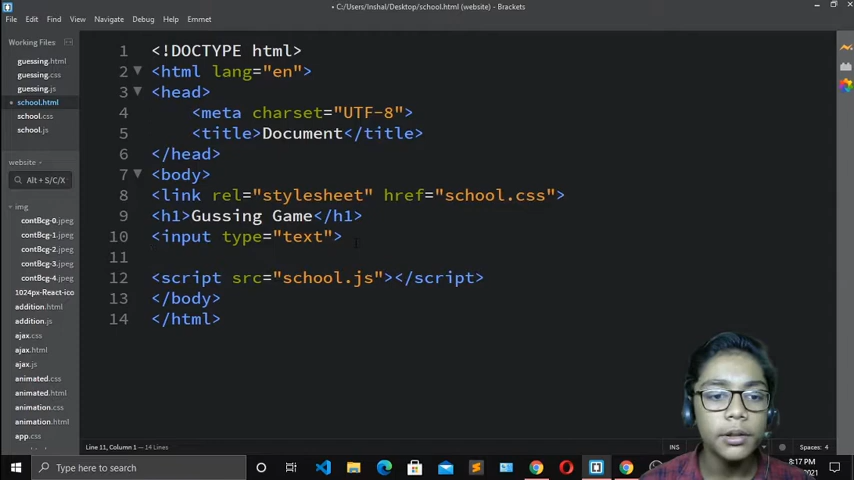 • C:/Users/Inshal/Desktop/school.html (website) - Brackets
File Edit Find View Navigate Debug Help Emmet
Working Files
guessing.html
guessing.css
guessing.js
• school.html
school.css
school.js
website
Alt + S/C/X
img
contBcg-0.jpeg
contBcg-1.jpeg
contBcg-2.jpeg
contBcg-3.jpeg
contBcg-4.jpeg
1024px-React-ico
addition.html
addition.js
ajax.css
ajax.html
ajax.js
animated.css
animated.html
animation.css
animation.html
app.css
1 <!DOCTYPE html>
2 <html lang="en">
3 <head>
4 <meta charset="UTF-8">
5 <title>Document</title>
6 </head>
7 <body>
8 <link rel="stylesheet" href="school.css">
9 <h1>Gussing Game</h1>
10 <input type="text">
11
12 <script src="school.js"></script>
13 </body>
14 </html>
Line 11, Column 1 — 14 Lines
INS
Spaces: 4
Type here to search
8:17 PM